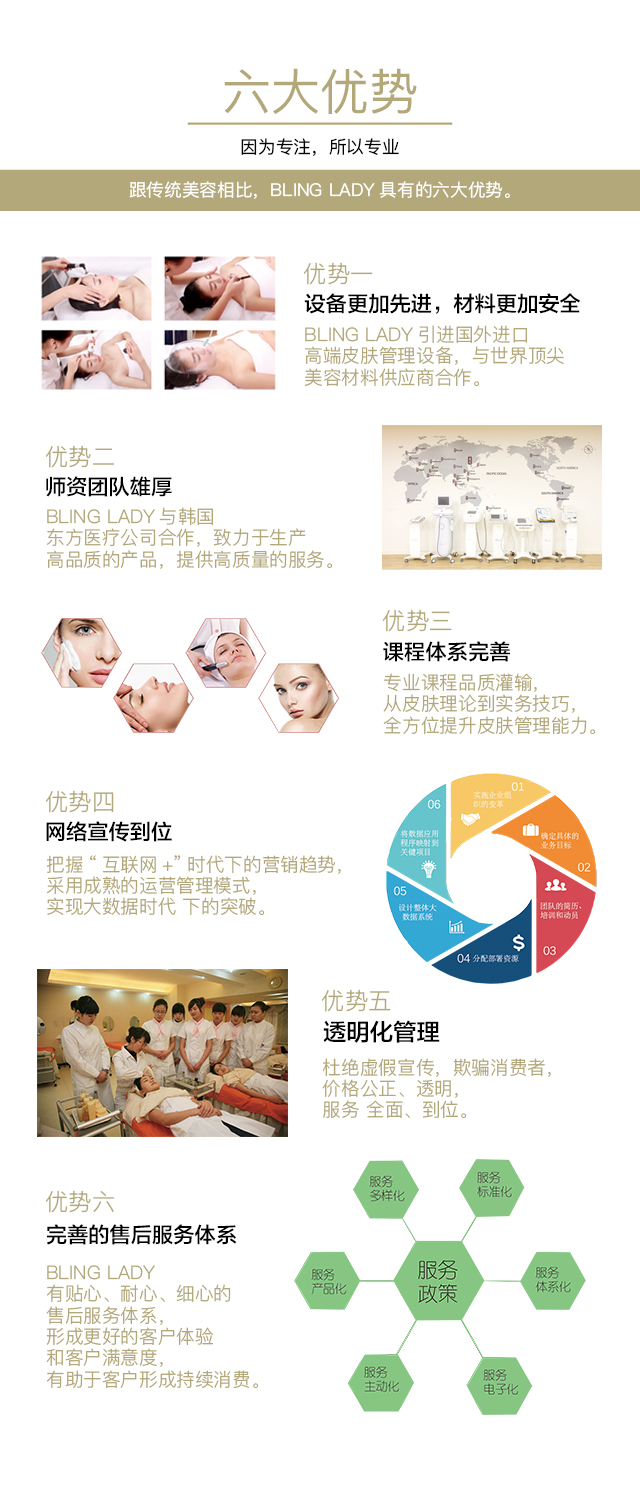 六大优势
因为专注，所以专业
跟传统美容相比，BLING LADY 具有的六大优势。
优势一
设备更加先进，材料更加安全
BLING LADY 引进国外进口
高端皮肤管理设备，与世界顶尖
美容材料供应商合作。
优势二
师资团队雄厚
BLING LADY 与韩国
东方医疗公司合作，致力于生产
高品质的产品，提供高质量的服务。
PACIFIC OCEAN
NORTH AMERICA
AFRICA
SOUTH AMERICA
优势三
课程体系完善
专业课程品质灌输，
从皮肤理论到实务技巧，
全方位提升皮肤管理能力。
优势四
网络宣传到位
把握 “ 互联网 +” 时代下的营销趋势，
采用成熟的运营管理模式，
实现大数据时代 下的突破。
01
实施企业组
织的变革
确定具体的
业务目标
02
团队的简历、
培训和动员
03
04 分配部署资源
05
设计整体大
数据系统
06
将数据应用
程序映射到
关键项目
优势五
透明化管理
杜绝虚假宣传，欺骗消费者，
价格公正、透明，
服务 全面、到位。
优势六
完善的售后服务体系
BLING LADY
有贴心、耐心、细心的
售后服务体系，
形成更好的客户体验
和客户满意度，
有助于客户形成持续消费。
服务
多样化
服务
标准化
服务
产品化
服务
政策
服务
体系化
服务
主动化
服务
电子化